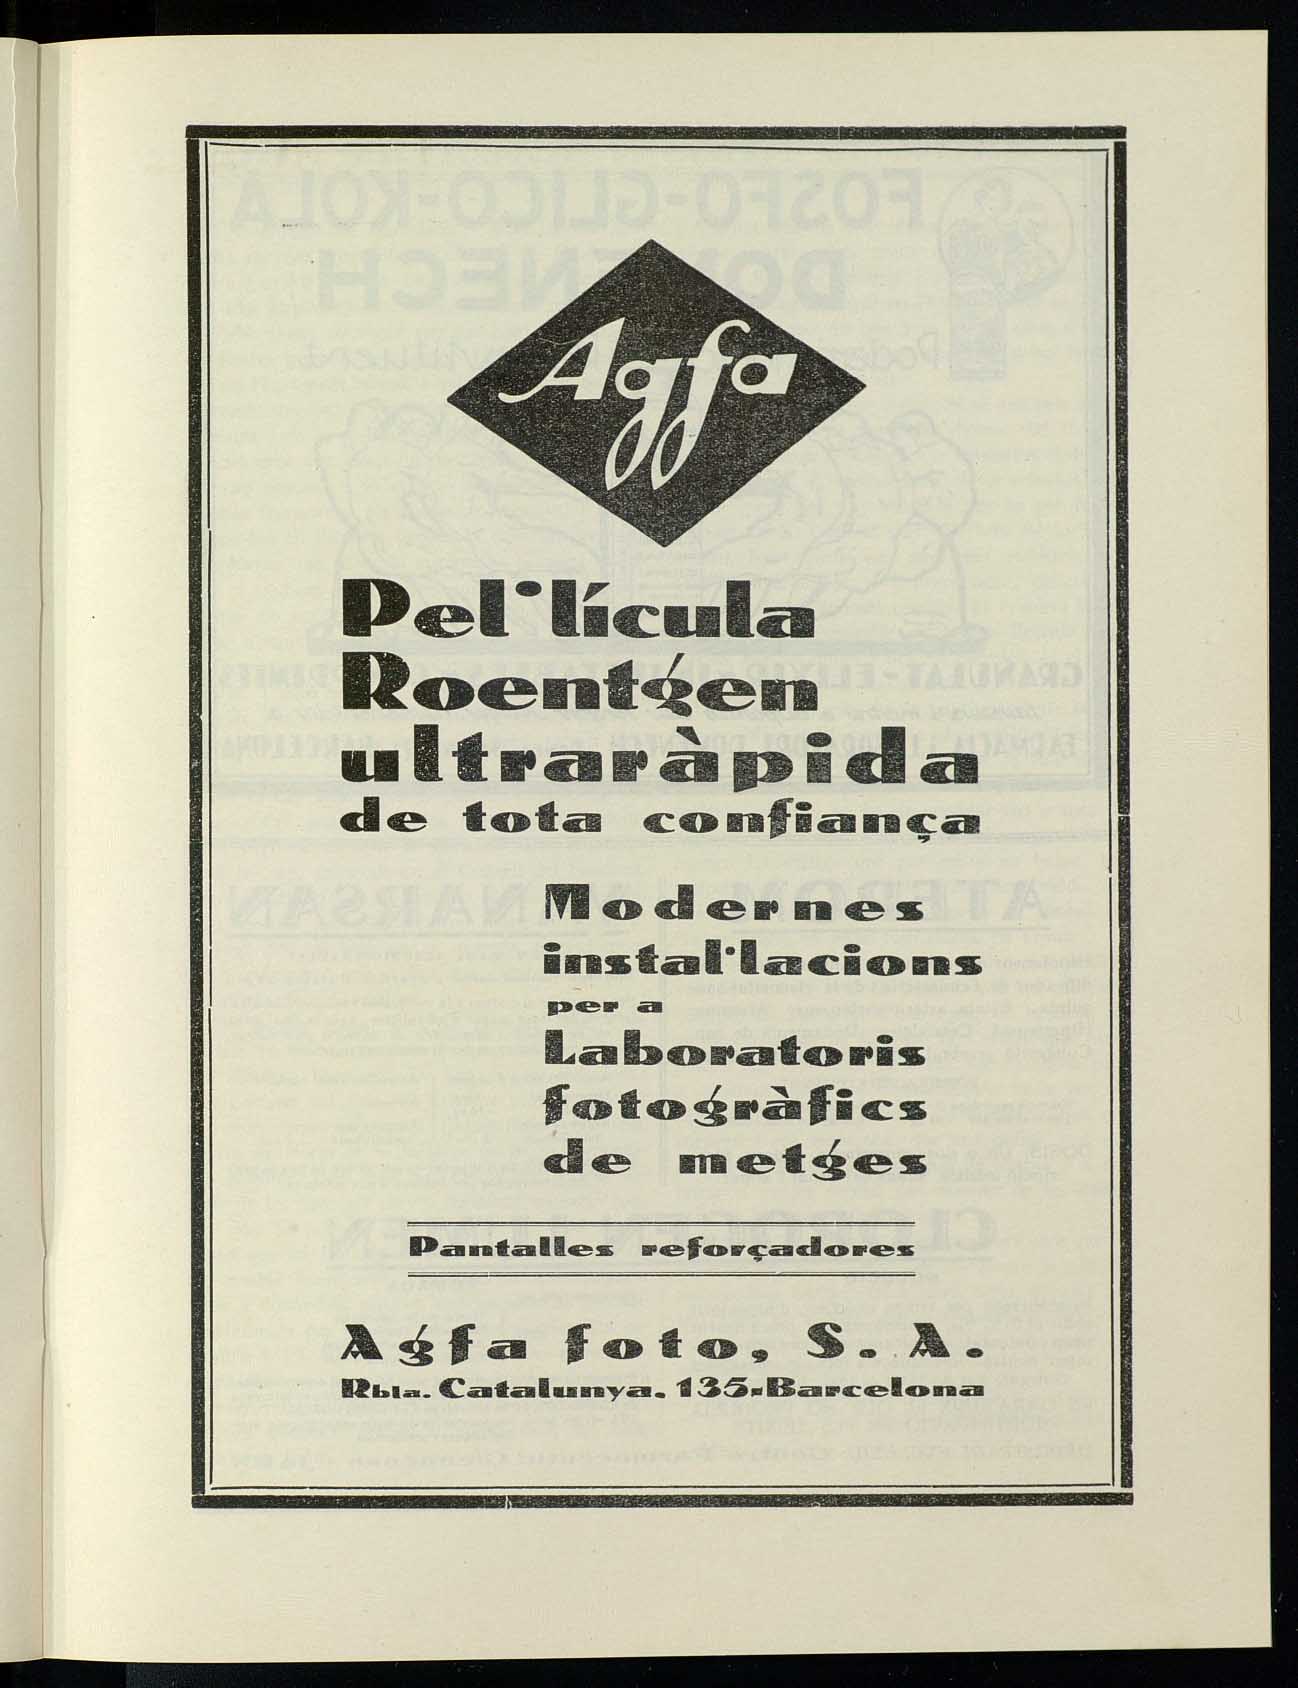 Agfa
Pel·lícula
Roentgen
ultraràpida
de tota confiança
Modernes
instal·lacions
per a
Laboratoris
fotogràfics
de metges
Pantalles reforçadores
Agfa foto, S. A.
Rbla. Catalunya, 135-Barcelona